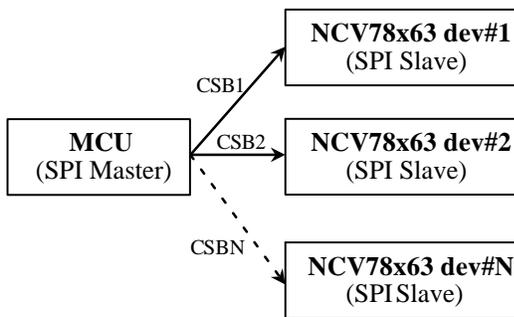 NCV78x63 dev#1
(SPI Slave)
CSB1
MCU
(SPI Master)
CSB2
NCV78x63 dev#2
(SPI Slave)
CSBN
NCV78x63 dev#N
(SPI Slave)